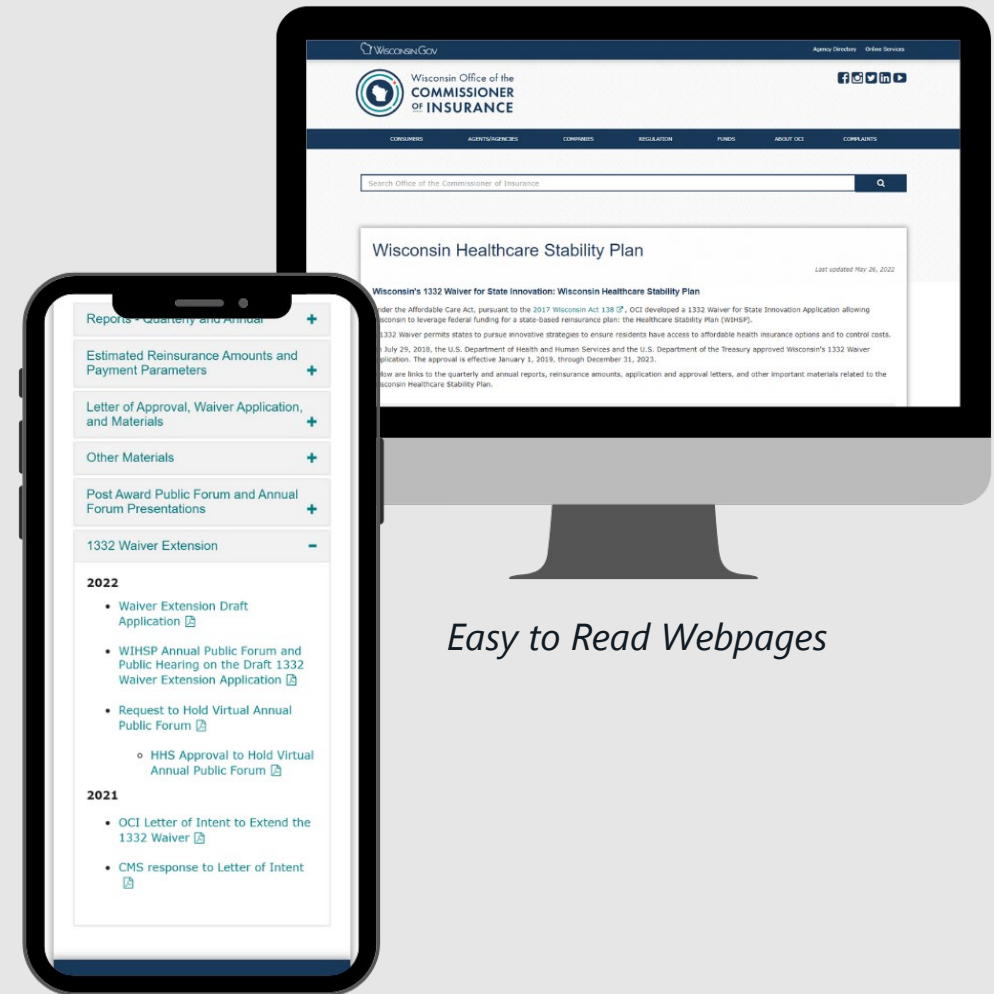 WISCONSIN.GOV
Agency Directory Online Services
Wisconsin Office of the
COMMISSIONER
OF INSURANCE
CONSUMERS AGENTS/AGENCIES COMPANIES REGULATION FUNDS ABOUT OCI COMPLAINTS
Search Office of the Commissioner of Insurance
Wisconsin Healthcare Stability Plan
Last updated May 26, 2022
Wisconsin's 1332 Waiver for State Innovation: Wisconsin Healthcare Stability Plan
the Affordable Care Act, pursuant to the 2017 Wisconsin Act 138, OCI developed a 1332 Waiver for State Innovation Application allowing
to leverage federal funding for a state-based reinsurance plan: the Healthcare Stability Plan (WIHSP).
1332 Waiver permits states to pursue innovative strategies to ensure residents have access to affordable health insurance options and to control costs.
July 29, 2018, the U.S. Department of Health and Human Services and the U.S. Department of the Treasury approved Wisconsin's 1332 Waiver
The approval is effective January 1, 2019, through December 31, 2023.
are links to the quarterly and annual reports, reinsurance amounts, application and approval letters, and other important materials related to the
Healthcare Stability Plan.
Reports - Quarterly and Annual +
Estimated Reinsurance Amounts and
Payment Parameters +
Letter of Approval, Waiver Application,
and Materials +
Other Materials +
Post Award Public Forum and Annual
Forum Presentations +
1332 Waiver Extension -
2022
• Waiver Extension Draft
Application
• WIHSP Annual Public Forum and
Public Hearing on the Draft 1332
Waiver Extension Application
• Request to Hold Virtual Annual
Public Forum
◦ HHS Approval to Hold Virtual
Annual Public Forum
2021
• OCI Letter of Intent to Extend the
1332 Waiver
• CMS response to Letter of Intent
Easy to Read Webpages